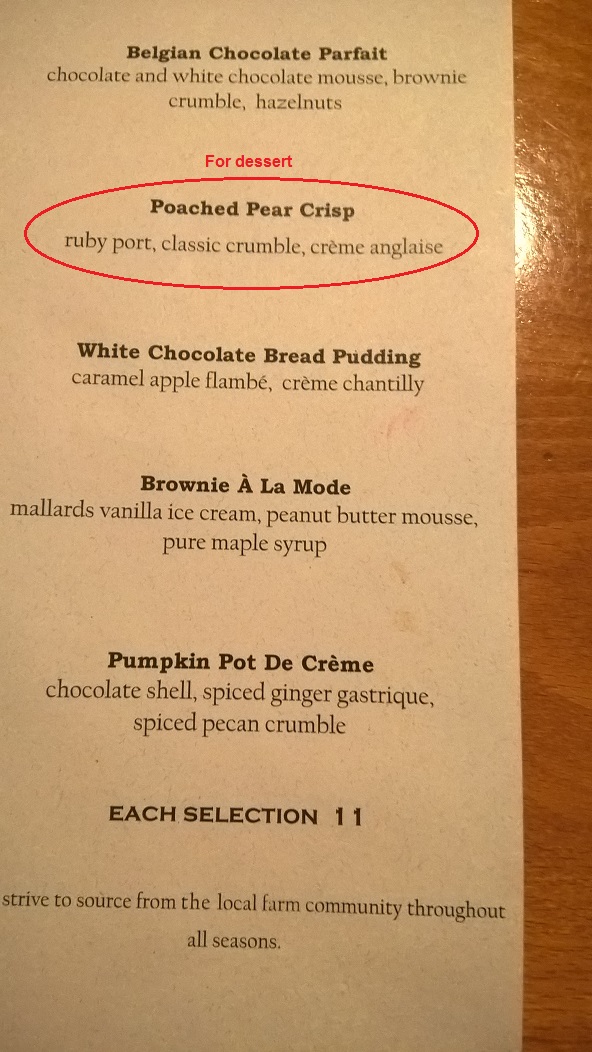 Belgian Chocolate Parfait
chocolate and white chocolate mousse, brownie
crumble, hazelnuts
For dessert
Poached Pear Crisp
ruby port, classic crumble, crème anglaise
White Chocolate Bread Pudding
caramel apple flambé, crème chantilly
Brownie À La Mode
mallards vanilla ice cream, peanut butter mousse,
pure maple syrup
Pumpkin Pot De Crème
chocolate shell, spiced ginger gastrique,
spiced pecan crumble
EACH SELECTION 11
strive to source from the local farm community throughout
all seasons.